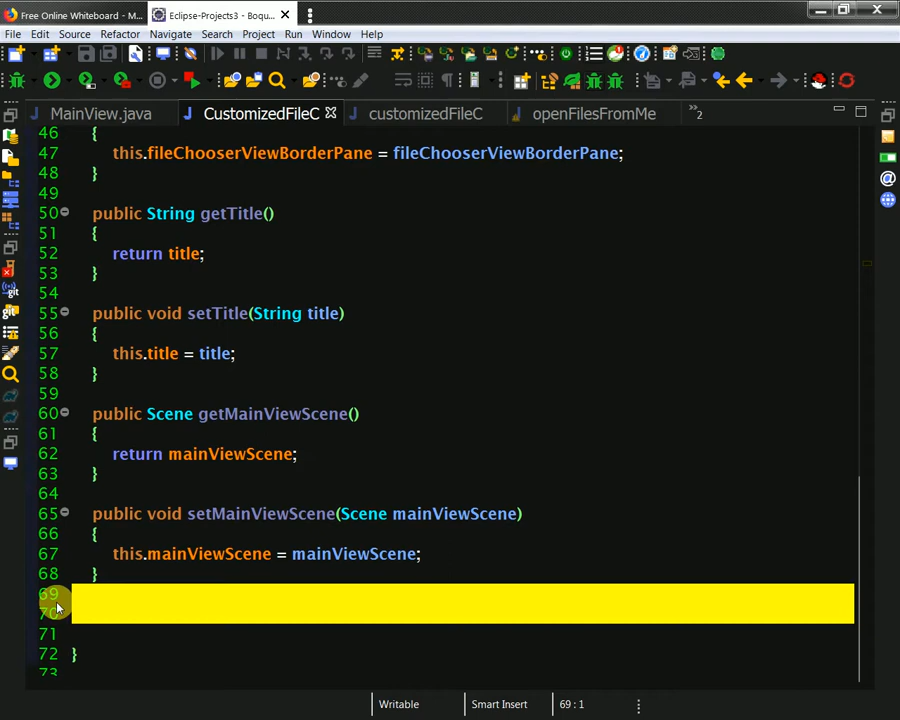 Free Online Whiteboard - M...
Eclipse-Projects3 - Boqu...
File Edit Source Refactor Navigate Search Project Run Window Help
MainView.java
CustomizedFileC
customizedFileC
openFilesFromMe
»2
46 {
47 this.fileChooserViewBorderPane = fileChooserViewBorderPane;
48 }
49
50 public String getTitle()
51 {
52 return title;
53 }
54
55 public void setTitle(String title)
56 {
57 this.title = title;
58 }
59
60 public Scene getMainViewScene()
61 {
62 return mainViewScene;
63 }
64
65 public void setMainViewScene(Scene mainViewScene)
66 {
67 this.mainViewScene = mainViewScene;
68 }
69
70
71
72 }
73
Writable
Smart Insert
69 : 1